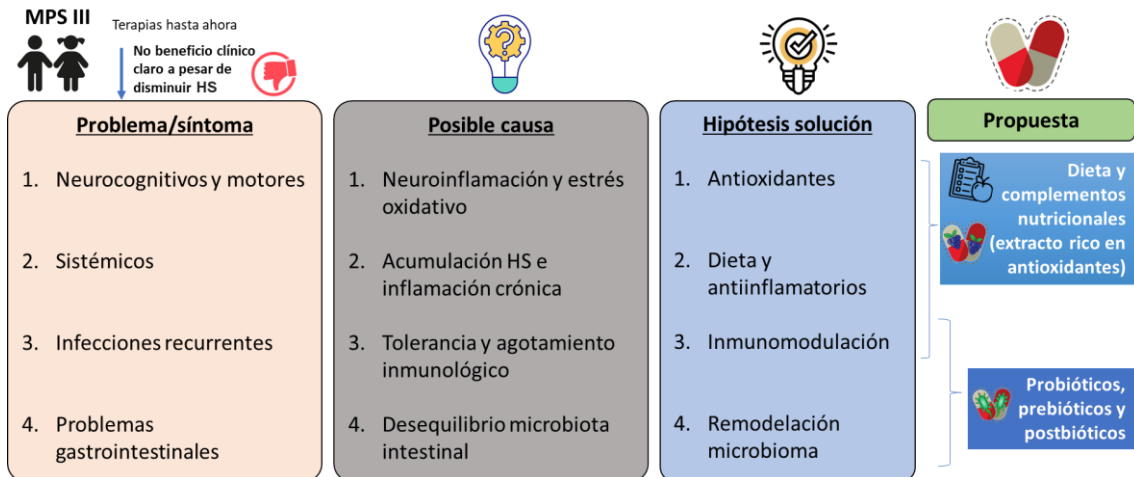 MPS III
Terapias hasta ahora
No beneficio clínico
claro a pesar de
disminuir HS
?
Problema/síntoma
1. Neurocognitivos y motores
2. Sistémicos
3. Infecciones recurrentes
4. Problemas
gastrointestinales
Posible causa
1. Neuroinflamación y estrés
oxidativo
2. Acumulación HS e
inflamación crónica
3. Tolerancia y agotamiento
inmunológico
4. Desequilibrio microbiota
intestinal
Hipótesis solución
1. Antioxidantes
2. Dieta y
antiinflamatorios
3. Inmunomodulación
4. Remodelación
microbioma
Propuesta
Dieta y
complementos
nutricionales
(extracto rico en
antioxidantes)
Probióticos,
prebióticos y
postbióticos